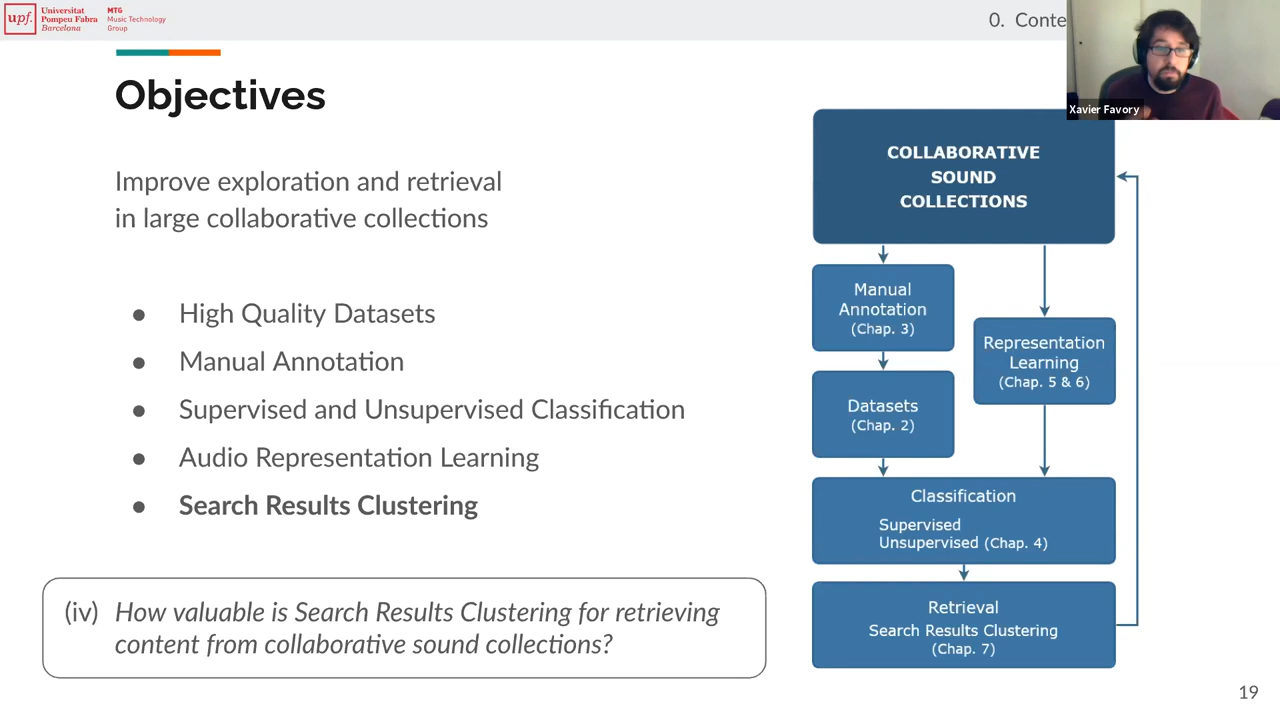 upf.
Universitat
Pompeu Fabra
Barcelona
MTG
Music Technology
Group
0. Conte
Xavier Favory
Objectives
Improve exploration and retrieval
in large collaborative collections
● High Quality Datasets
● Manual Annotation
● Supervised and Unsupervised Classification
● Audio Representation Learning
● Search Results Clustering
(iv) How valuable is Search Results Clustering for retrieving
content from collaborative sound collections?
COLLABORATIVE
SOUND
COLLECTIONS
Manual
Annotation
(Chap. 3)
Representation
Learning
(Chap. 5 & 6)
Datasets
(Chap. 2)
Classification
Supervised
Unsupervised (Chap. 4)
Retrieval
Search Results Clustering
(Chap. 7)
19